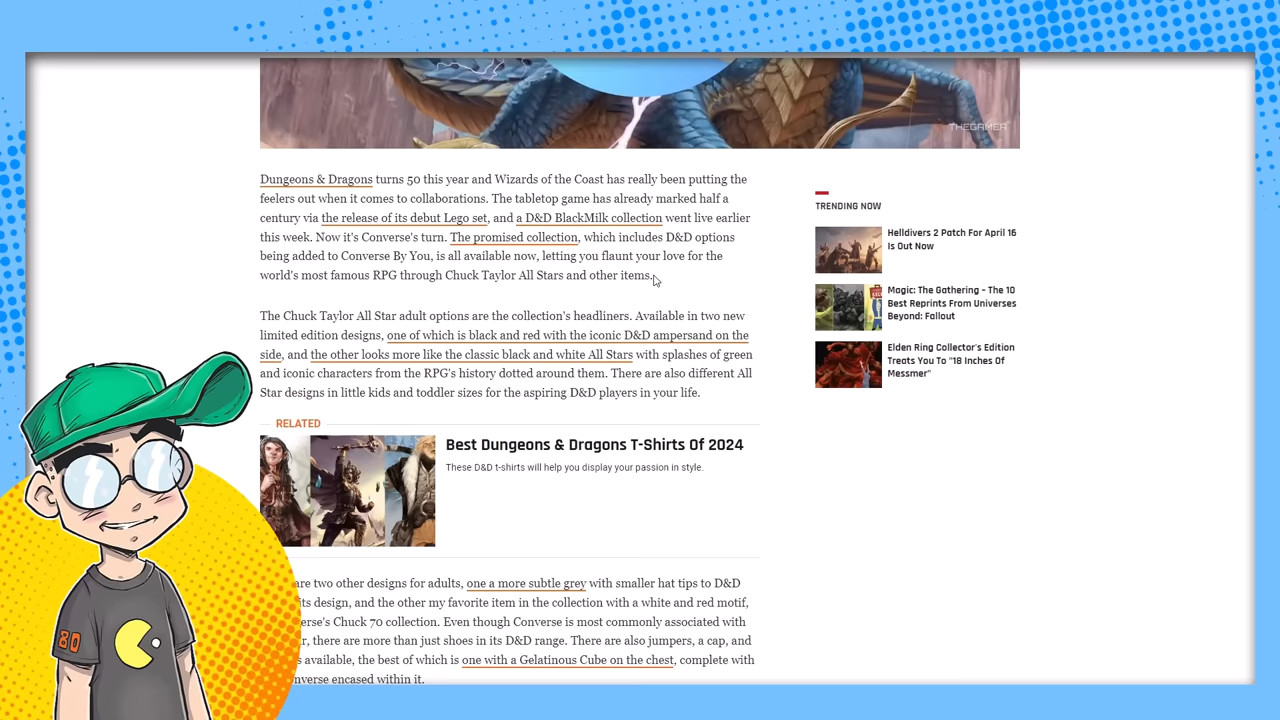 THEGAMER
Dungeons & Dragons turns 50 this year and Wizards of the Coast has really been putting the
feelers out when it comes to collaborations. The tabletop game has already marked half a
century via the release of its debut Lego set, and a D&D BlackMilk collection went live earlier
this week. Now it's Converse's turn. The promised collection, which includes D&D options
being added to Converse By You, is all available now, letting you flaunt your love for the
world's most famous RPG through Chuck Taylor All Stars and other items.
The Chuck Taylor All Star adult options are the collection's headliners. Available in two new
limited edition designs, one of which is black and red with the iconic D&D ampersand on the
side, and the other looks more like the classic black and white All Stars with splashes of green
and iconic characters from the RPG's history dotted around them. There are also different All
Star designs in little kids and toddler sizes for the aspiring D&D players in your life.
RELATED
Best Dungeons & Dragons T-Shirts Of 2024
These D&D t-shirts will help you display your passion in style.
are two other designs for adults, one a more subtle grey with smaller hat tips to D&D
its design, and the other my favorite item in the collection with a white and red motif,
erse's Chuck 70 collection. Even though Converse is most commonly associated with
r, there are more than just shoes in its D&D range. There are also jumpers, a cap, and
s available, the best of which is one with a Gelatinous Cube on the chest, complete with
nverse encased within it.
TRENDING NOW
Helldivers 2 Patch For April 16
Is Out Now
Magic: The Gathering – The 10
Best Reprints From Universes
Beyond: Fallout
Elden Ring Collector's Edition
Treats You To "18 Inches Of
Messmer"
80